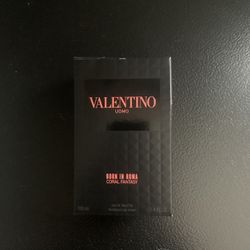 VALENTINO
UOMO
BORN IN ROMA
CORAL FANTASY